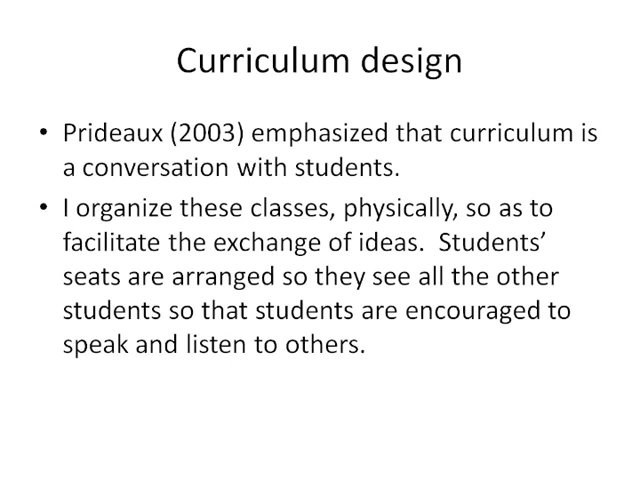 Curriculum design
• Prideaux (2003) emphasized that curriculum is
a conversation with students.
• I organize these classes, physically, so as to
facilitate the exchange of ideas.  Students’
seats are arranged so they see all the other
students so that students are encouraged to
speak and listen to others.